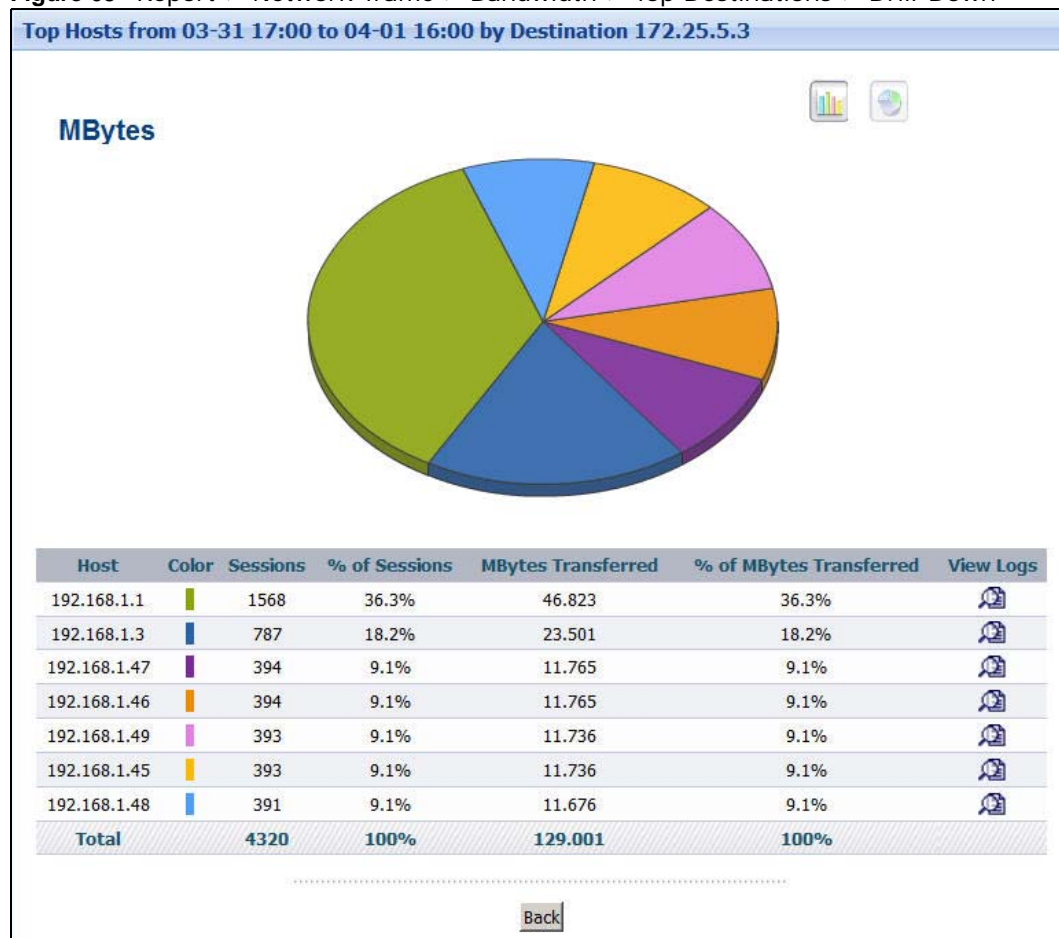 Top Hosts from 03-31 17:00 to 04-01 16:00 by Destination 172.25.5.3
MBytes
Host Color Sessions % of Sessions MBytes Transferred % of MBytes Transferred View Logs
192.168.1.1 1568 36.3% 46.823 36.3%
192.168.1.3 787 18.2% 23.501 18.2%
192.168.1.47 394 9.1% 11.765 9.1%
192.168.1.46 394 9.1% 11.765 9.1%
192.168.1.49 393 9.1% 11.736 9.1%
192.168.1.45 393 9.1% 11.736 9.1%
192.168.1.48 391 9.1% 11.676 9.1%
Total 4320 100% 129.001 100%
Back